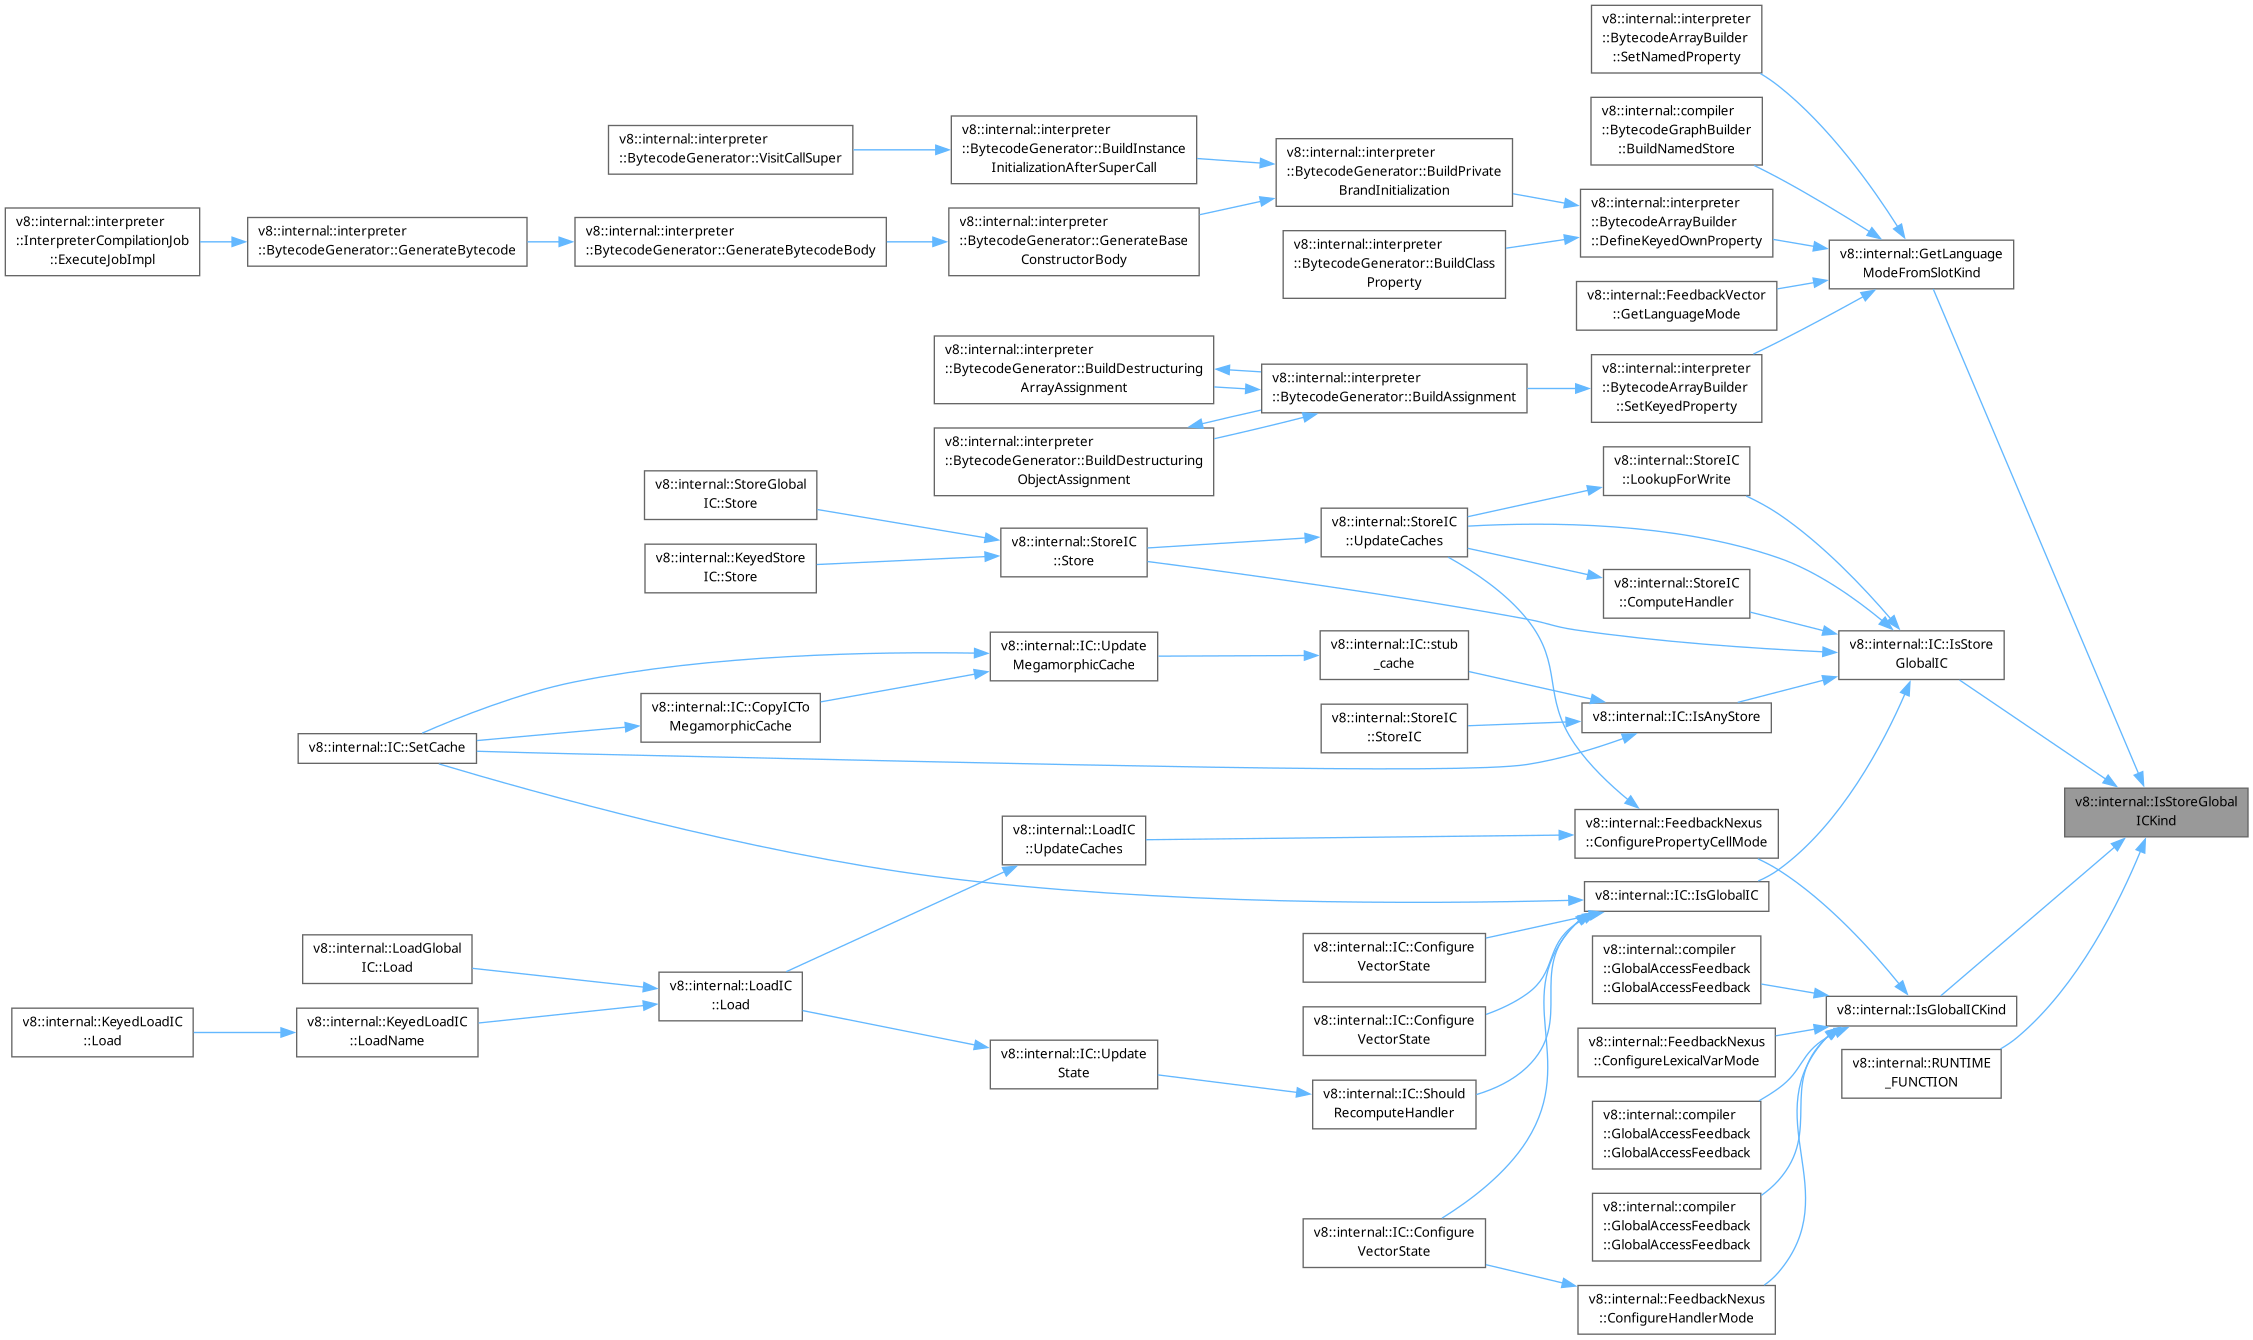 v8::internal::interpreter
::BytecodeArrayBuilder
::SetNamedProperty
v8::internal::compiler
::BytecodeGraphBuilder
::BuildNamedStore
v8::internal::interpreter
::BytecodeGenerator::VisitCallSuper
v8::internal::interpreter
::BytecodeGenerator::BuildInstance
InitializationAfterSuperCall
v8::internal::interpreter
::BytecodeGenerator::BuildPrivate
BrandInitialization
v8::internal::interpreter
::BytecodeArrayBuilder
::DefineKeyedOwnProperty
v8::internal::interpreter
::InterpreterCompilationJob
::ExecuteJobImpl
v8::internal::interpreter
::BytecodeGenerator::GenerateBytecode
v8::internal::interpreter
::BytecodeGenerator::GenerateBytecodeBody
v8::internal::interpreter
::BytecodeGenerator::GenerateBase
ConstructorBody
v8::internal::interpreter
::BytecodeGenerator::BuildClass
Property
v8::internal::GetLanguage
ModeFromSlotKind
v8::internal::FeedbackVector
::GetLanguageMode
v8::internal::interpreter
::BytecodeGenerator::BuildDestructuring
ArrayAssignment
v8::internal::interpreter
::BytecodeGenerator::BuildAssignment
v8::internal::interpreter
::BytecodeArrayBuilder
::SetKeyedProperty
v8::internal::interpreter
::BytecodeGenerator::BuildDestructuring
ObjectAssignment
v8::internal::StoreIC
::LookupForWrite
v8::internal::StoreGlobal
IC::Store
v8::internal::StoreIC
::UpdateCaches
v8::internal::StoreIC
::Store
v8::internal::KeyedStore
IC::Store
v8::internal::StoreIC
::ComputeHandler
v8::internal::IC::IsStore
GlobalIC
v8::internal::IC::Update
MegamorphicCache
v8::internal::IC::stub
_cache
v8::internal::IC::CopyICTo
MegamorphicCache
v8::internal::StoreIC
::StoreIC
v8::internal::IC::IsAnyStore
v8::internal::IC::SetCache
v8::internal::IsStoreGlobal
ICKind
v8::internal::LoadIC
::UpdateCaches
v8::internal::FeedbackNexus
::ConfigurePropertyCellMode
v8::internal::IC::IsGlobalIC
v8::internal::LoadGlobal
IC::Load
v8::internal::IC::Configure
VectorState
v8::internal::compiler
::GlobalAccessFeedback
::GlobalAccessFeedback
v8::internal::LoadIC
::Load
v8::internal::IsGlobalICKind
v8::internal::KeyedLoadIC
::Load
v8::internal::KeyedLoadIC
::LoadName
v8::internal::IC::Configure
VectorState
v8::internal::FeedbackNexus
::ConfigureLexicalVarMode
v8::internal::IC::Update
State
v8::internal::RUNTIME
_FUNCTION
v8::internal::IC::Should
RecomputeHandler
v8::internal::compiler
::GlobalAccessFeedback
::GlobalAccessFeedback
v8::internal::compiler
::GlobalAccessFeedback
::GlobalAccessFeedback
v8::internal::IC::Configure
VectorState
v8::internal::FeedbackNexus
::ConfigureHandlerMode